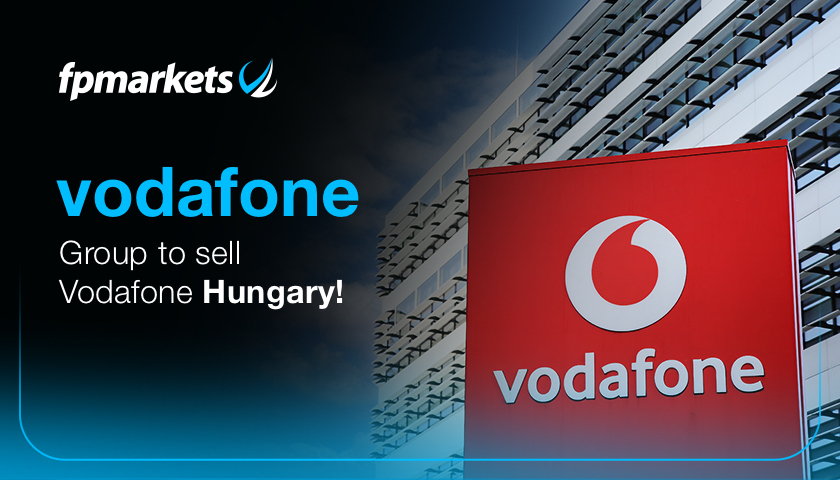 fpmarkets
vodafone
Group to sell
Vodafone Hungary!
vodafone